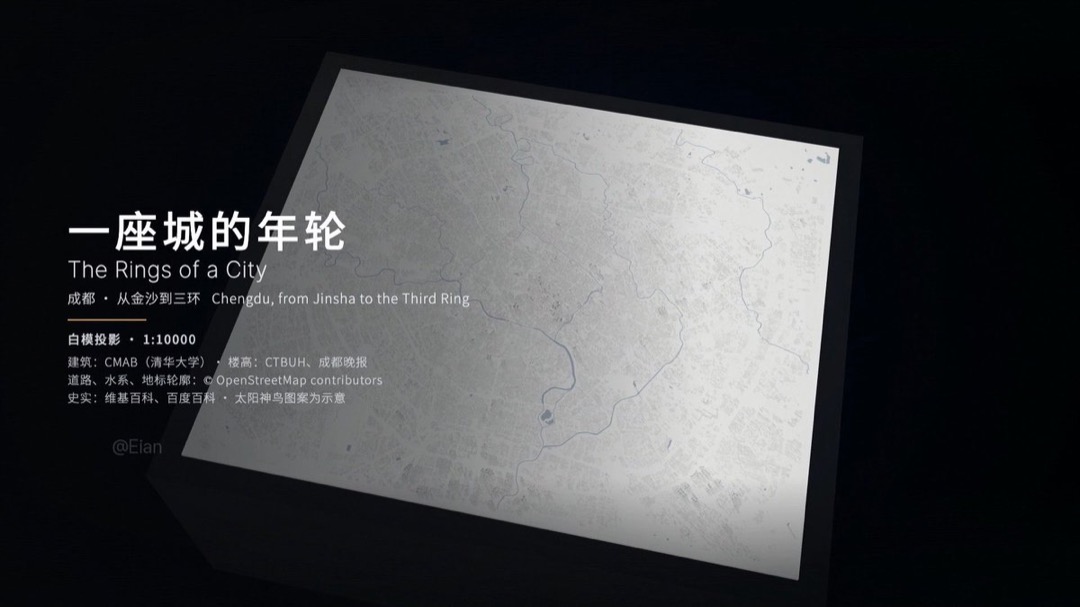 一座城的年轮
The Rings of a City
成都 · 从金沙到三环 Chengdu, from Jinsha to the Third Ring
白模投影 · 1:10000
建筑：CMAB（清华大学） · 楼高：CTBUH、成都晚报
道路、水系、地标轮廓：© OpenStreetMap contributors
史实：维基百科、百度百科 · 太阳神鸟图案为示意
@Eian